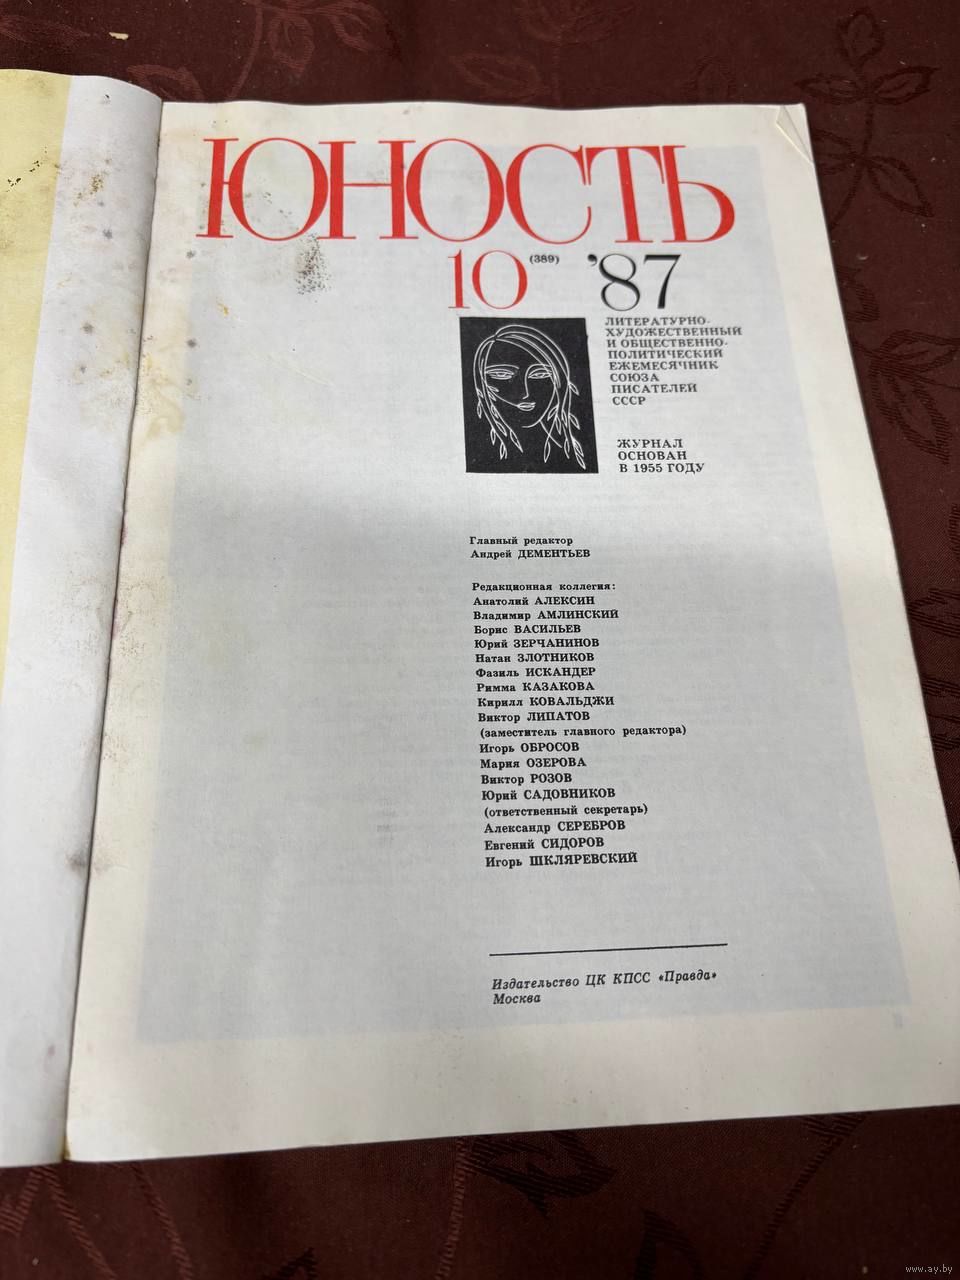 ЮНОСТЬ
10 (389) '87
ЛИТЕРАТУРНО-
ХУДОЖЕСТВЕННЫЙ
И ОБЩЕСТВЕННО-
ПОЛИТИЧЕСКИЙ
ЕЖЕМЕСЯЧНИК
СОЮЗА
ПИСАТЕЛЕЙ
СССР
ЖУРНАЛ
ОСНОВАН
В 1955 ГОДУ
Главный редактор
Андрей ДЕМЕНТЬЕВ
Редакционная коллегия:
Анатолий АЛЕКСИН
Владимир АМЛИНСКИЙ
Борис ВАСИЛЬЕВ
Юрий ЗЕРЧАНИНОВ
Натан ЗЛОТНИКОВ
Фазиль ИСКАНДЕР
Римма КАЗАКОВА
Кирилл КОВАЛЬДЖИ
Виктор ЛИПАТОВ
(заместитель главного редактора)
Игорь ОБРОСОВ
Мария ОЗЕРОВА
Виктор РОЗОВ
Юрий САДОВНИКОВ
(ответственный секретарь)
Александр СЕРЕБРОВ
Евгений СИДОРОВ
Игорь ШКЛЯРЕВСКИЙ
Издательство ЦК КПСС «Правда»
Москва
www.ay.by